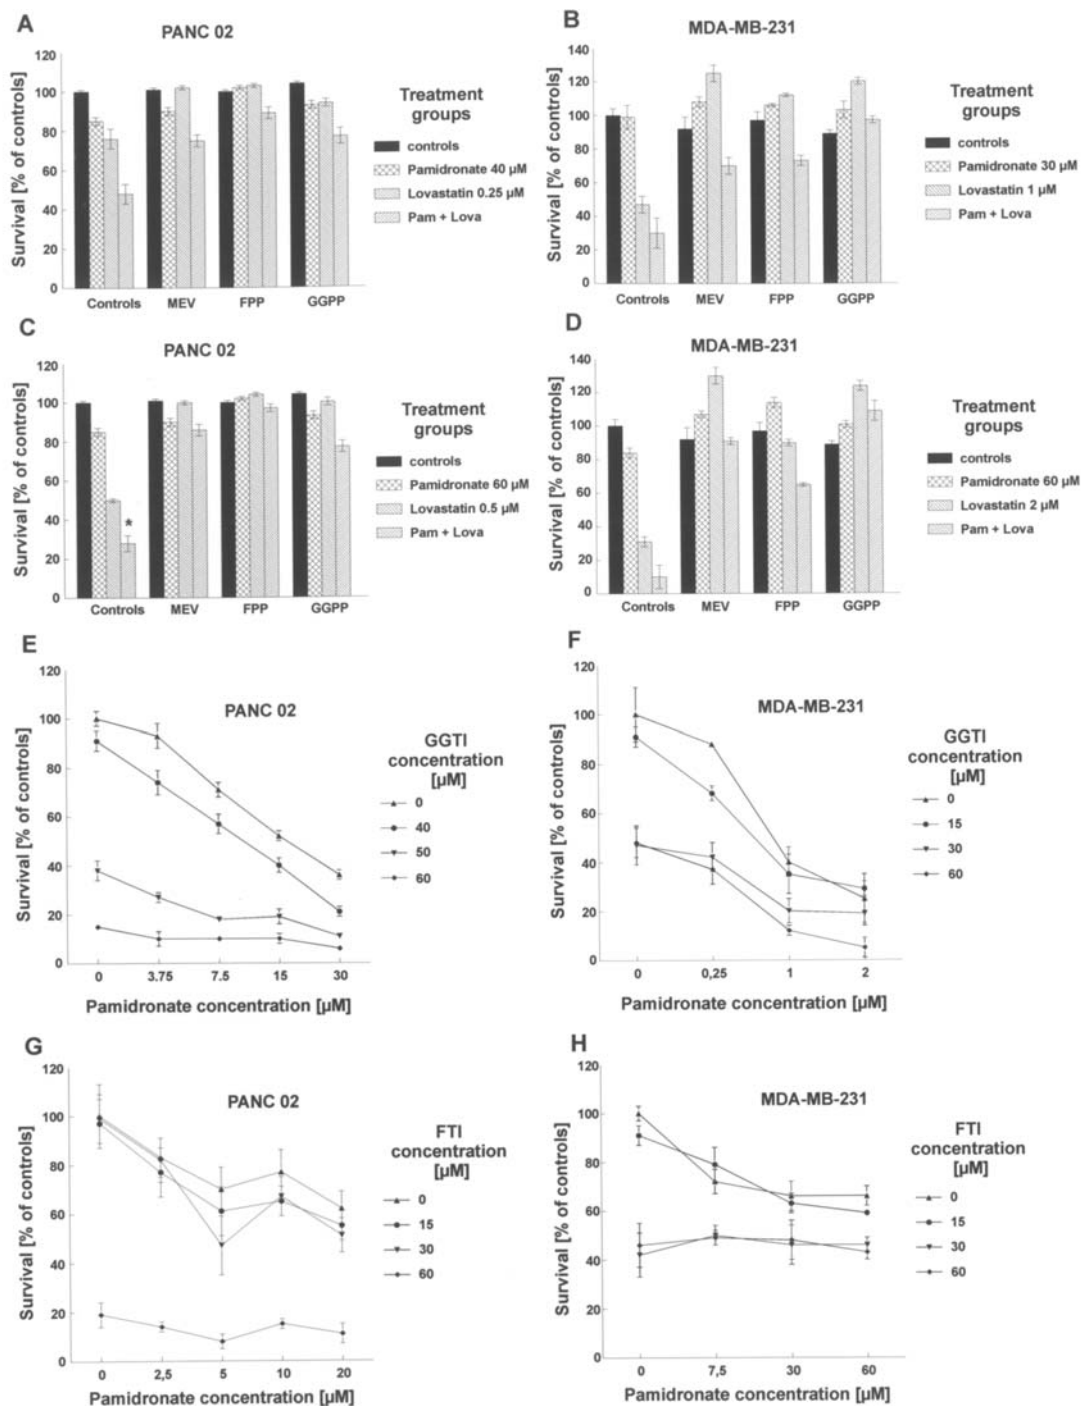 A
PANC 02
Survival [% of controls]
120
100
80
60
40
20
0
Controls
MEV
FPP
GGPP
Treatment
groups
controls
Pamidronate 40 µM
Lovastatin 0.25 µM
Pam + Lova
B
MDA-MB-231
Survival [% of controls]
140
120
100
80
60
40
20
0
Controls
MEV
FPP
GGPP
Treatment
groups
controls
Pamidronate 30 µM
Lovastatin 1 µM
Pam + Lova
C
PANC 02
Survival [% of controls]
120
100
80
60
40
20
0
*
Controls
MEV
FPP
GGPP
Treatment
groups
controls
Pamidronate 60 µM
Lovastatin 0.5 µM
Pam + Lova
D
MDA-MB-231
Survival [% of controls]
140
120
100
80
60
40
20
0
Controls
MEV
FPP
GGPP
Treatment
groups
controls
Pamidronate 60 µM
Lovastatin 2 µM
Pam + Lova
E
PANC 02
Survival [% of controls]
120
100
80
60
40
20
0
0
3.75
7.5
15
30
Pamidronate concentration [µM]
GGTI
concentration
[µM]
0
40
50
60
F
MDA-MB-231
Survival [% of controls]
120
100
80
60
40
20
0
0
0,25
1
2
Pamidronate concentration [µM]
GGTI
concentration
[µM]
0
15
30
60
G
PANC 02
Survival [% of controls]
120
100
80
60
40
20
0
0
2,5
5
10
20
Pamidronate concentration [µM]
FTI
concentration
[µM]
0
15
30
60
H
MDA-MB-231
Survival [% of controls]
120
100
80
60
40
20
0
0
7,5
30
60
Pamidronate concentration [µM]
FTI
concentration
[µM]
0
15
30
60